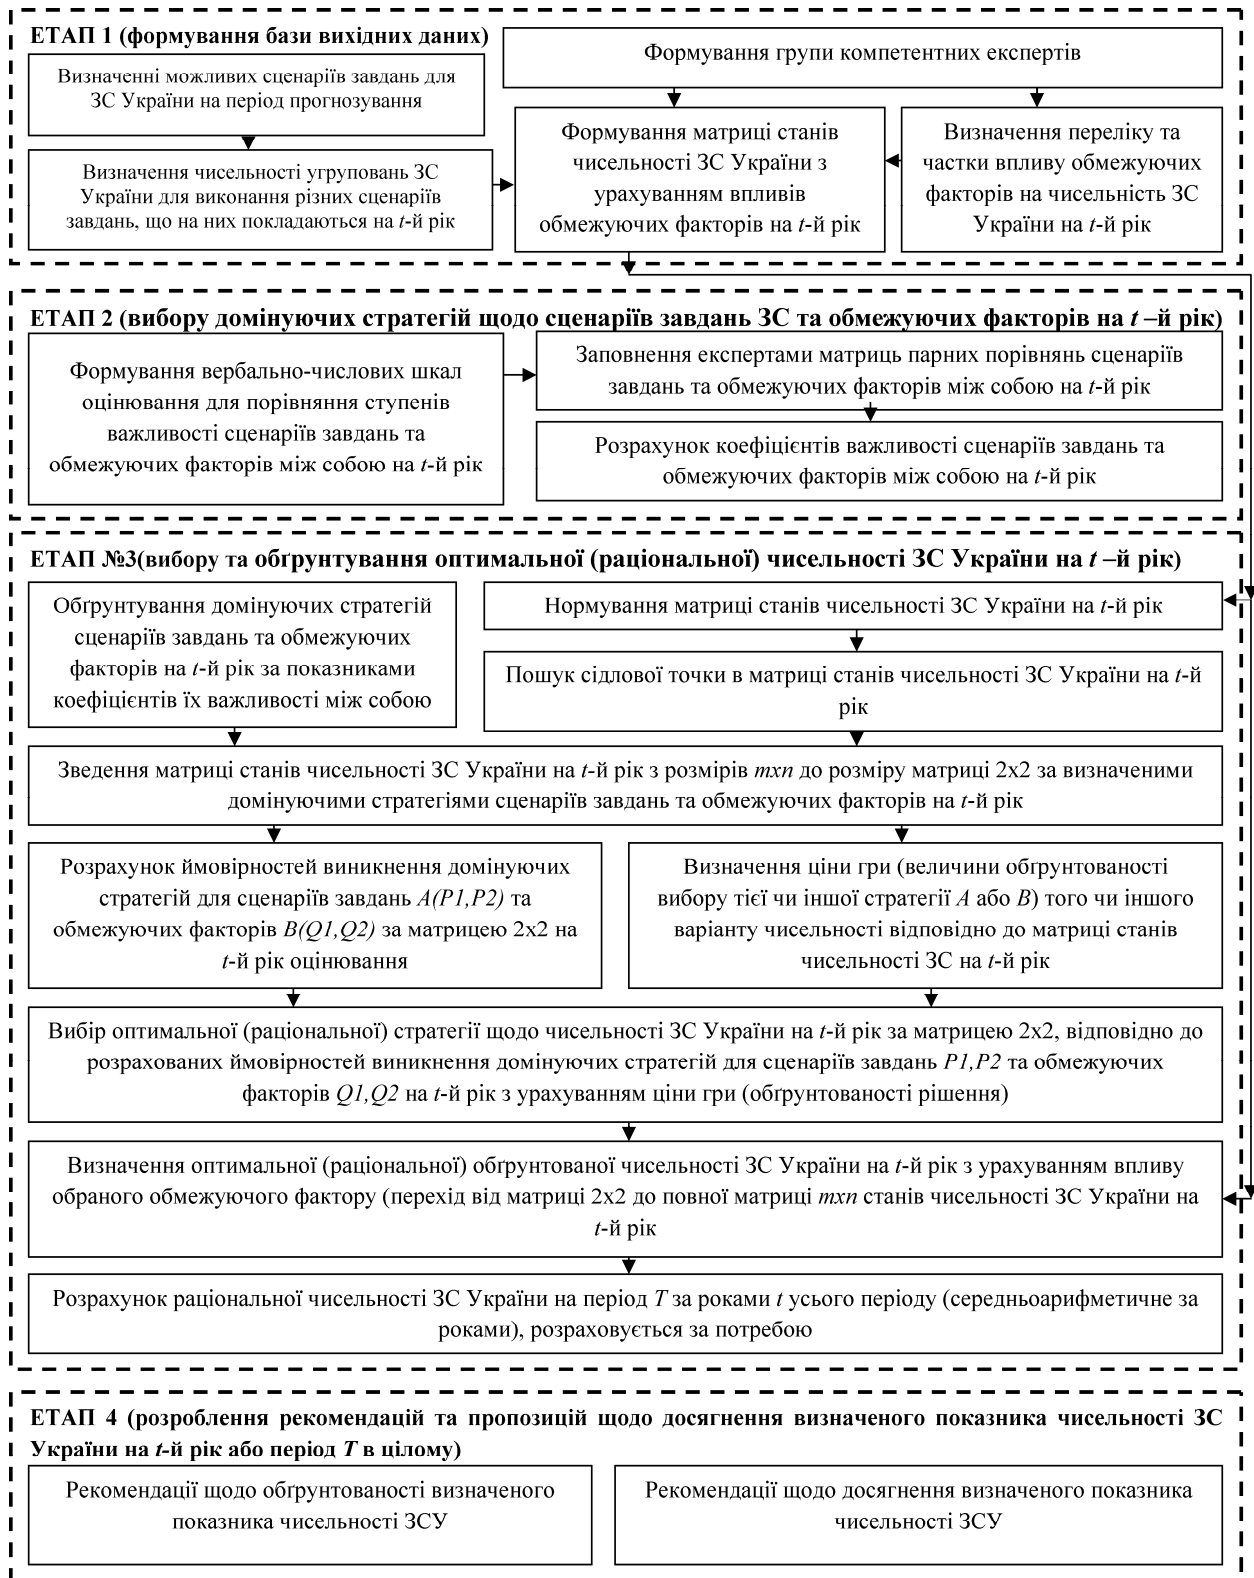 ЕТАП 1 (формування бази вихідних даних)
Визначенні можливих сценаріїв завдань для
ЗС України на період прогнозування
Визначення чисельності угруповань ЗС
України для виконання різних сценаріїв
завдань, що на них покладаються на t-й рік
Формування групи компетентних експертів
Формування матриці станів
чисельності ЗС України з
урахуванням впливів
обмежуючих факторів на t-й рік
Визначення переліку та
частки впливу обмежуючих
факторів на чисельність ЗС
України на t-й рік
ЕТАП 2 (вибору домінуючих стратегій щодо сценаріїв завдань ЗС та обмежуючих факторів на t –й рік)
Формування вербально-числових шкал
оцінювання для порівняння ступенів
важливості сценаріїв завдань та
обмежуючих факторів між собою на t-й рік
Заповнення експертами матриць парних порівнянь сценаріїв
завдань та обмежуючих факторів між собою на t-й рік
Розрахунок коефіцієнтів важливості сценаріїв завдань та
обмежуючих факторів між собою на t-й рік
ЕТАП №3(вибору та обґрунтування оптимальної (раціональної) чисельності ЗС України на t –й рік)
Обґрунтування домінуючих стратегій
сценаріїв завдань та обмежуючих
факторів на t-й рік за показниками
коефіцієнтів їх важливості між собою
Нормування матриці станів чисельності ЗС України на t-й рік
Пошук сідлової точки в матриці станів чисельності ЗС України на t-й
рік
Зведення матриці станів чисельності ЗС України на t-й рік з розмірів mxn до розміру матриці 2х2 за визначеними
домінуючими стратегіями сценаріїв завдань та обмежуючих факторів на t-й рік
Розрахунок ймовірностей виникнення домінуючих
стратегій для сценаріїв завдань A(P1,P2) та
обмежуючих факторів B(Q1,Q2) за матрицею 2х2 на
t-й рік оцінювання
Визначення ціни гри (величини обґрунтованості
вибору тієї чи іншої стратегії A або B) того чи іншого
варіанту чисельності відповідно до матриці станів
чисельності ЗС на t-й рік
Вибір оптимальної (раціональної) стратегії щодо чисельності ЗС України на t-й рік за матрицею 2х2, відповідно до
розрахованих ймовірностей виникнення домінуючих стратегій для сценаріїв завдань P1,P2 та обмежуючих
факторів Q1,Q2 на t-й рік з урахуванням ціни гри (обґрунтованості рішення)
Визначення оптимальної (раціональної) обґрунтованої чисельності ЗС України на t-й рік з урахуванням впливу
обраного обмежуючого фактору (перехід від матриці 2х2 до повної матриці mxn станів чисельності ЗС України на
t-й рік
Розрахунок раціональної чисельності ЗС України на період T за роками t усього періоду (середньоарифметичне за
роками), розраховується за потребою
ЕТАП 4 (розроблення рекомендацій та пропозицій щодо досягнення визначеного показника чисельності ЗС
України на t-й рік або період T в цілому)
Рекомендації щодо обґрунтованості визначеного
показника чисельності ЗСУ
Рекомендації щодо досягнення визначеного показника
чисельності ЗСУ